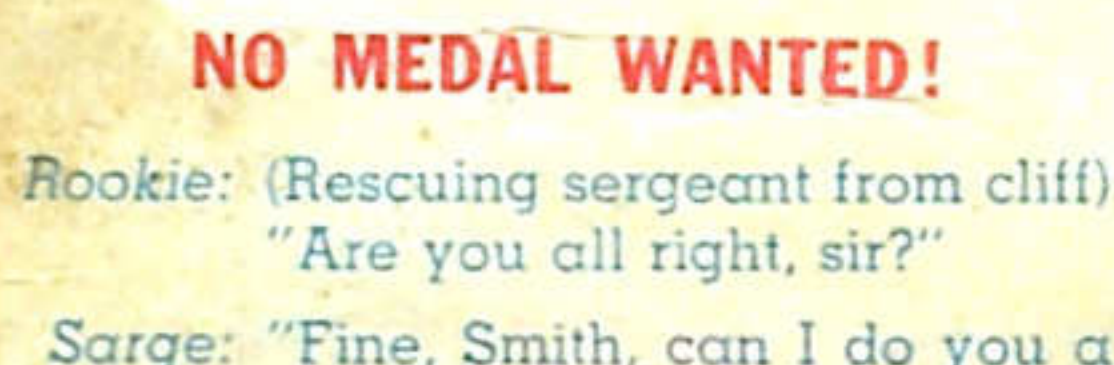 NO MEDAL WANTED!
Rookie: (Rescuing sergeant from cliff)
"Are you all right, sir?"
Sarge: "Fine, Smith, can I do you a